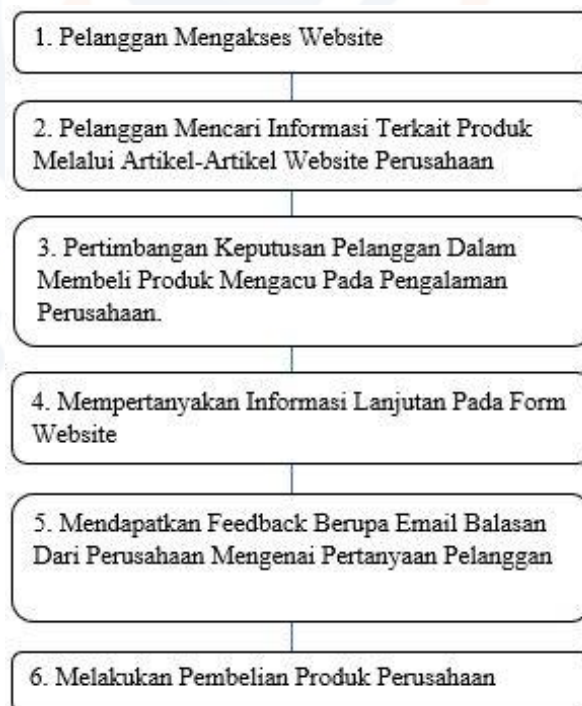 1. Pelanggan Mengakses Website
2. Pelanggan Mencari Informasi Terkait Produk
Melalui Artikel-Artikel Website Perusahaan
3. Pertimbangan Keputusan Pelanggan Dalam
Membeli Produk Mengacu Pada Pengalaman
Perusahaan.
4. Mempertanyakan Informasi Lanjutan Pada Form
Website
5. Mendapatkan Feedback Berupa Email Balasan
Dari Perusahaan Mengenai Pertanyaan Pelanggan
6. Melakukan Pembelian Produk Perusahaan